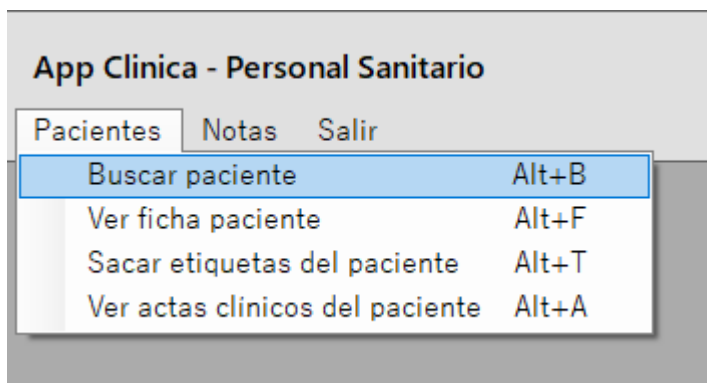 App Clinica - Personal Sanitario
Pacientes Notas Salir
Buscar paciente Alt+B
Ver ficha paciente Alt+F
Sacar etiquetas del paciente Alt+T
Ver actas clínicos del paciente Alt+A